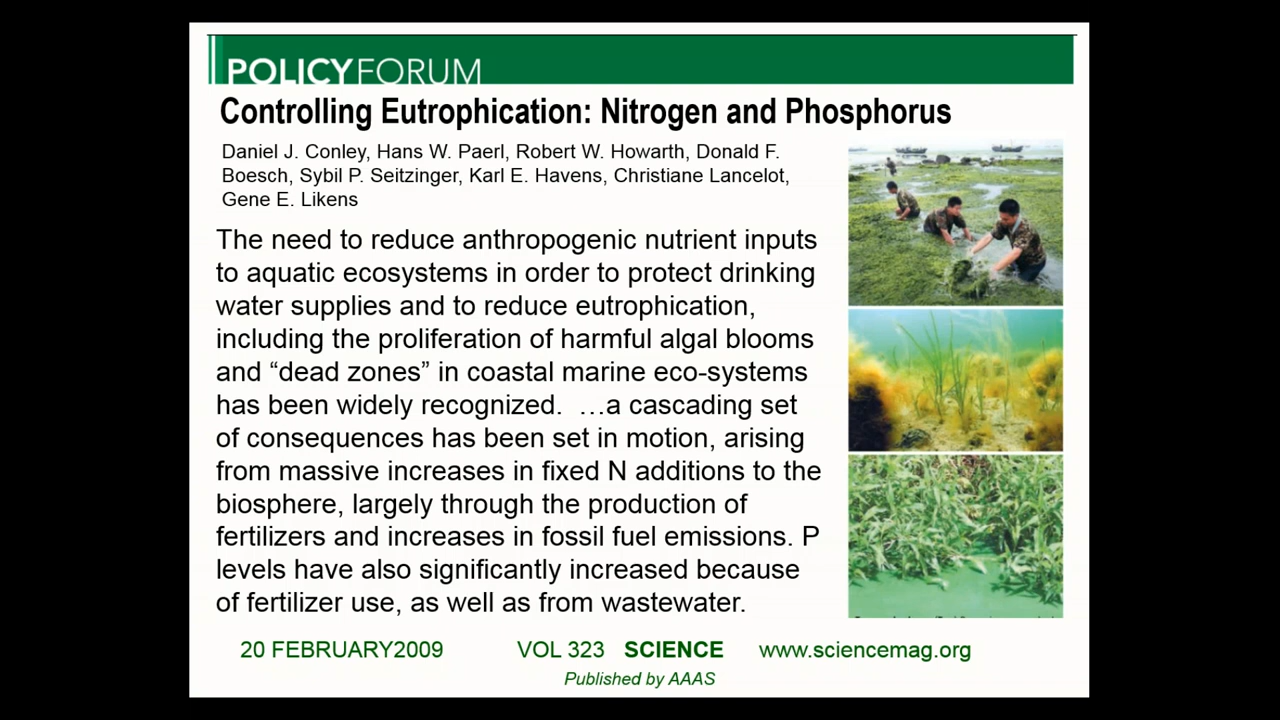 POLICYFORUM
Controlling Eutrophication: Nitrogen and Phosphorus
Daniel J. Conley, Hans W. Paerl, Robert W. Howarth, Donald F.
Boesch, Sybil P. Seitzinger, Karl E. Havens, Christiane Lancelot,
Gene E. Likens
The need to reduce anthropogenic nutrient inputs
to aquatic ecosystems in order to protect drinking
water supplies and to reduce eutrophication,
including the proliferation of harmful algal blooms
and “dead zones” in coastal marine eco-systems
has been widely recognized. …a cascading set
of consequences has been set in motion, arising
from massive increases in fixed N additions to the
biosphere, largely through the production of
fertilizers and increases in fossil fuel emissions. P
levels have also significantly increased because
of fertilizer use, as well as from wastewater.
20 FEBRUARY2009 VOL 323 SCIENCE www.sciencemag.org
Published by AAAS